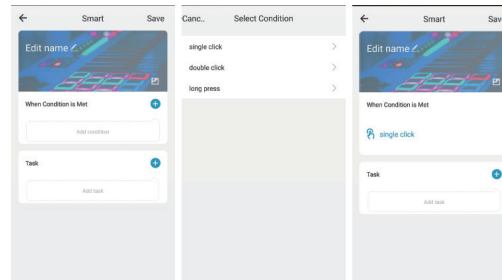 Smart Save
Edit name
When Condition is Met
Add condition
Task
Add task
Canc.. Select Condition
single click
double click
long press
Smart Save
Edit name
When Condition is Met
single click
Task
Add task